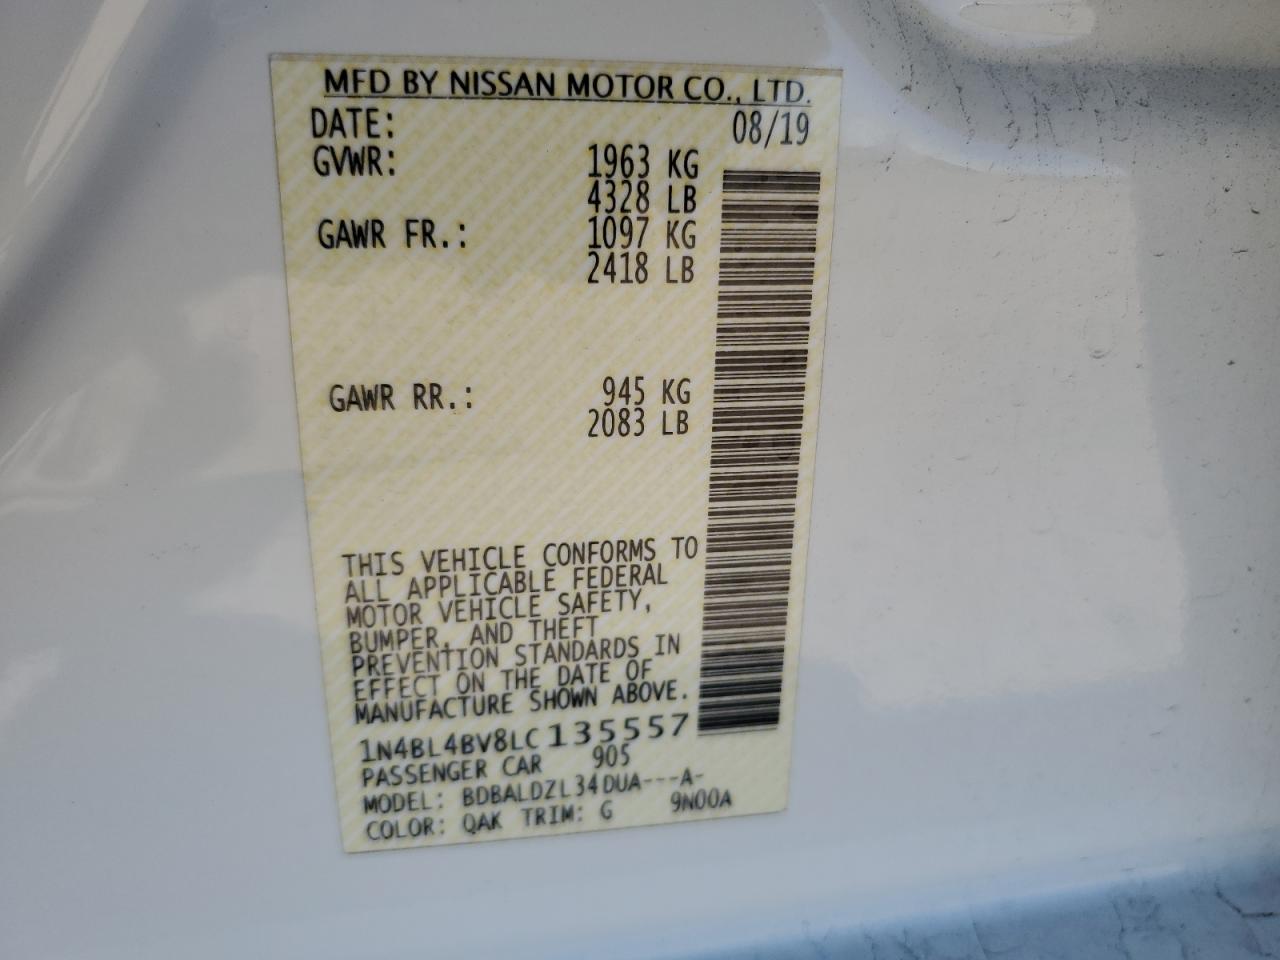 MFD BY NISSAN MOTOR CO., LTD.
DATE: 08/19
GVWR: 1963 KG
4328 LB
GAWR FR.: 1097 KG
2418 LB
GAWR RR.: 945 KG
2083 LB
THIS VEHICLE CONFORMS TO
ALL APPLICABLE FEDERAL
MOTOR VEHICLE SAFETY,
BUMPER, AND THEFT
PREVENTION STANDARDS IN
EFFECT ON THE DATE OF
MANUFACTURE SHOWN ABOVE.
1N4BL4BV8LC135557
PASSENGER CAR 905
MODEL: BDBALDZL34DUA---A-
COLOR: QAK TRIM: G 9N00A